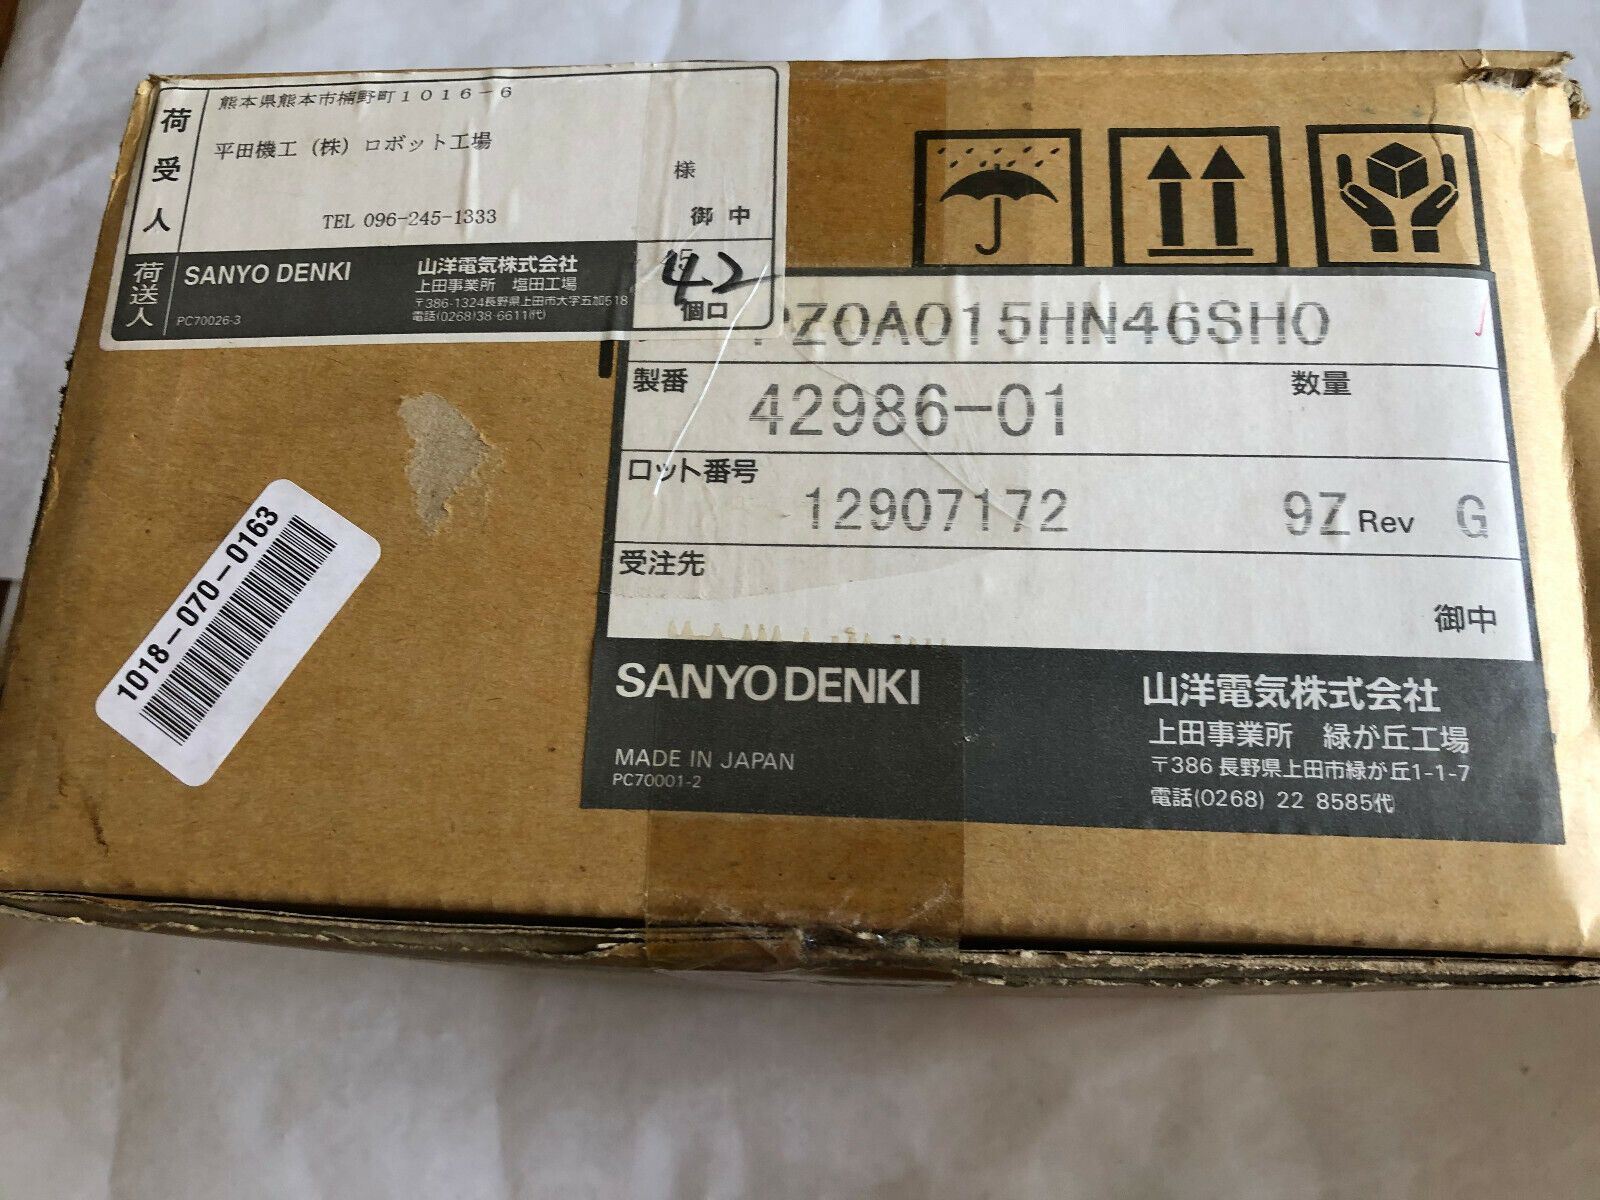 荷受人
熊本県熊本市楠野町1016-6
平田機工(株)ロボット工場
様
TEL 096-245-1333
御中
荷送人
SANYO DENKI
PC70026-3
山洋電気株式会社
上田事業所 塩田工場
〒386-1324長野県上田市大字五加518
電話(0268)38-6611(代)
42
個口
PZ0A015HN46SH0
製番
42986-01
数量
ロット番号
12907172
9Z Rev G
受注先
御中
SANYO DENKI
MADE IN JAPAN
PC70001-2
山洋電気株式会社
上田事業所 緑が丘工場
〒386 長野県上田市緑が丘1-1-7
電話(0268) 22 8585(代)
1018-070-0163